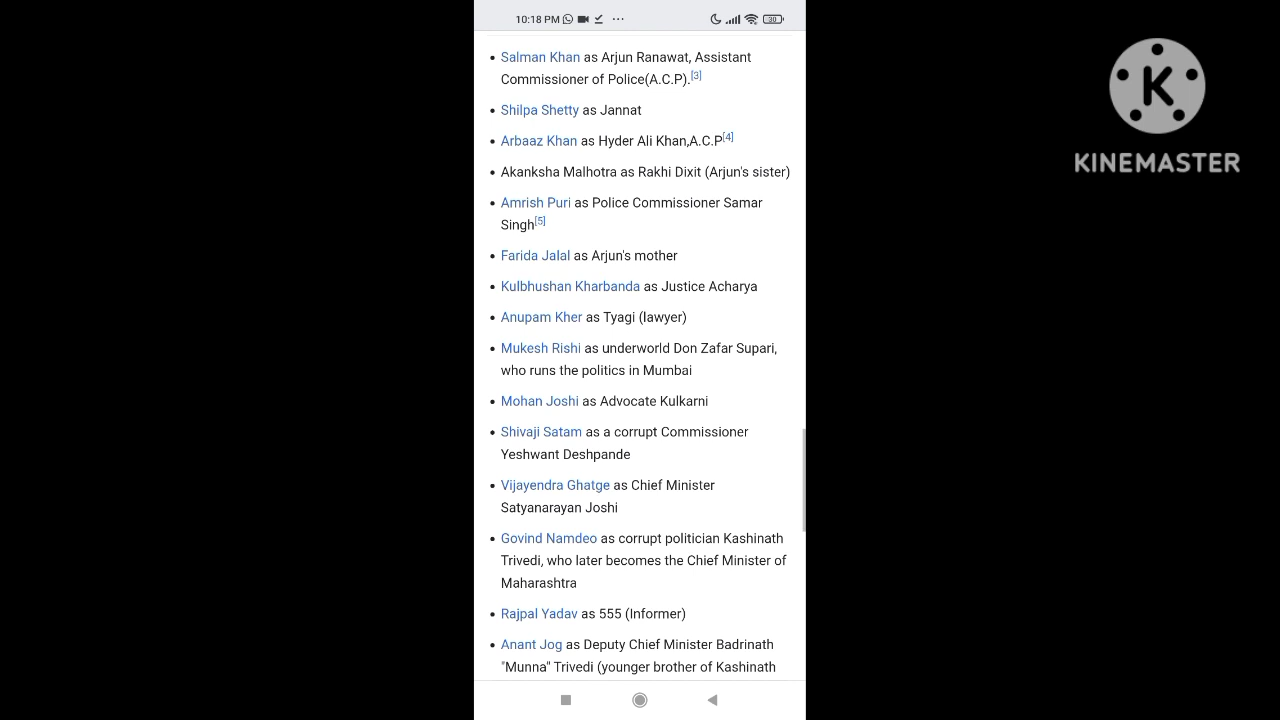 10:18 PM
30
Salman Khan as Arjun Ranawat, Assistant
Commissioner of Police(A.C.P).[3]
Shilpa Shetty as Jannat
Arbaaz Khan as Hyder Ali Khan,A.C.P[4]
Akanksha Malhotra as Rakhi Dixit (Arjun's sister)
Amrish Puri as Police Commissioner Samar
Singh[5]
Farida Jalal as Arjun's mother
Kulbhushan Kharbanda as Justice Acharya
Anupam Kher as Tyagi (lawyer)
Mukesh Rishi as underworld Don Zafar Supari,
who runs the politics in Mumbai
Mohan Joshi as Advocate Kulkarni
Shivaji Satam as a corrupt Commissioner
Yeshwant Deshpande
Vijayendra Ghatge as Chief Minister
Satyanarayan Joshi
Govind Namdeo as corrupt politician Kashinath
Trivedi, who later becomes the Chief Minister of
Maharashtra
Rajpal Yadav as 555 (Informer)
Anant Jog as Deputy Chief Minister Badrinath
"Munna" Trivedi (younger brother of Kashinath
K
KINEMASTER